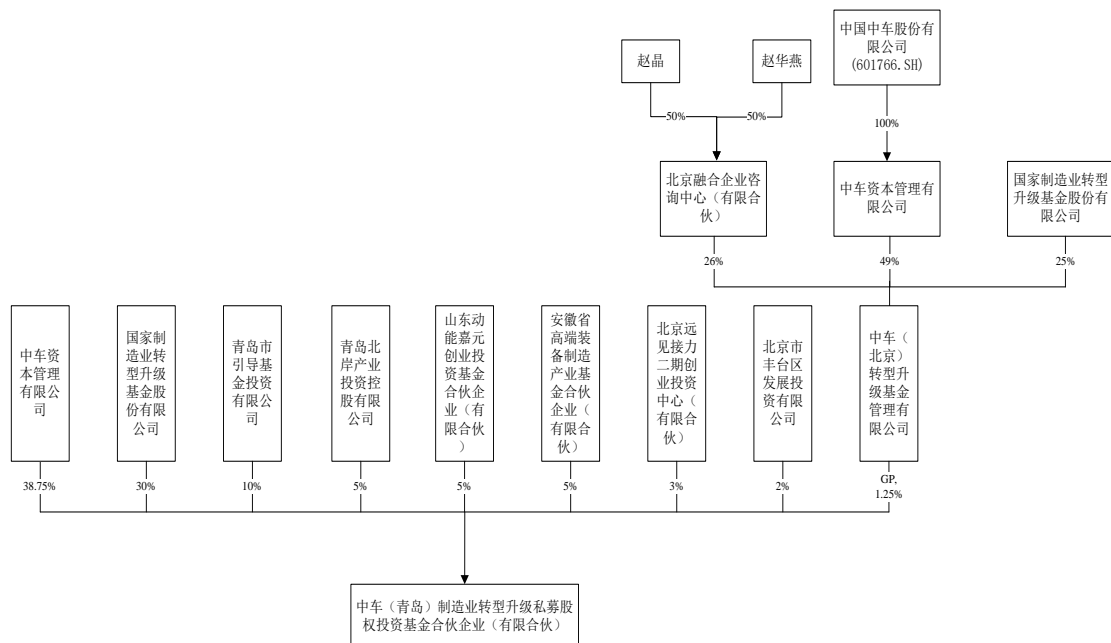 赵晶
赵华燕
中国中车股份有
限公司
(601766.SH)
50%
50%
100%
北京融合企业咨
询中心（有限合
伙）
中车资本管理有
限公司
国家制造业转型
升级基金股份有
限公司
26%
49%
25%
中车资
本管理
有限公
司
国家制
造业转
型升级
基金股
份有限
公司
青岛市
引导基
金投资
有限公
司
青岛北
岸产业
投资控
股有限
公司
山东动
能嘉元
创业投
资基金
合伙企
业（有
限合伙
）
安徽省
高端装
备制造
产业基
金合伙
企业（
有限合
伙）
北京远
见接力
二期创
业投资
中心（
有限合
伙）
北京市
丰台区
发展投
资有限
公司
中车（
北京）
转型升
级基金
管理有
限公司
38.75%
30%
10%
5%
5%
5%
3%
2%
GP,
1.25%
中车（青岛）制造业转型升级私募股
权投资基金合伙企业（有限合伙）